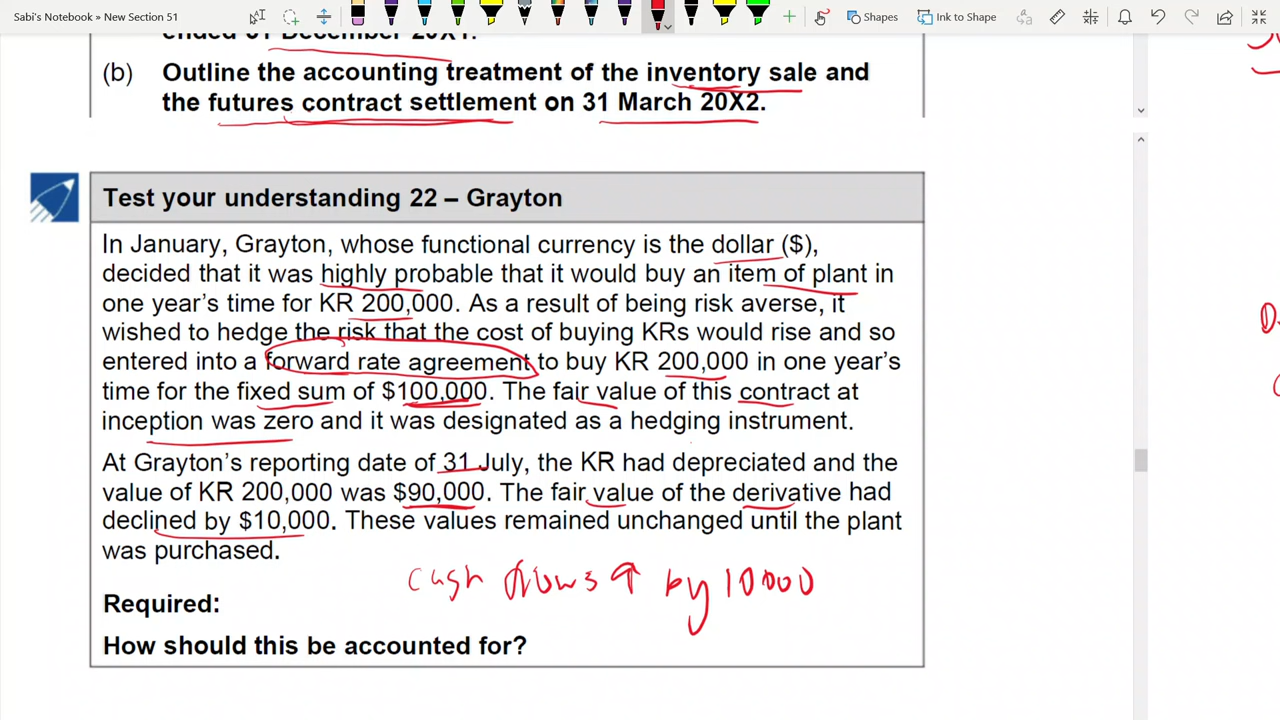 Sabi's Notebook » New Section 51
Shapes
Ink to Shape
ended 31 December 20X1.
(b) Outline the accounting treatment of the inventory sale and
the futures contract settlement on 31 March 20X2.
Test your understanding 22 – Grayton
In January, Grayton, whose functional currency is the dollar ($),
decided that it was highly probable that it would buy an item of plant in
one year's time for KR 200,000. As a result of being risk averse, it
wished to hedge the risk that the cost of buying KRs would rise and so
entered into a forward rate agreement to buy KR 200,000 in one year's
time for the fixed sum of $100,000. The fair value of this contract at
inception was zero and it was designated as a hedging instrument.
At Grayton's reporting date of 31 July, the KR had depreciated and the
value of KR 200,000 was $90,000. The fair value of the derivative had
declined by $10,000. These values remained unchanged until the plant
was purchased.
cash flows ↑ by 10000
Required:
How should this be accounted for?